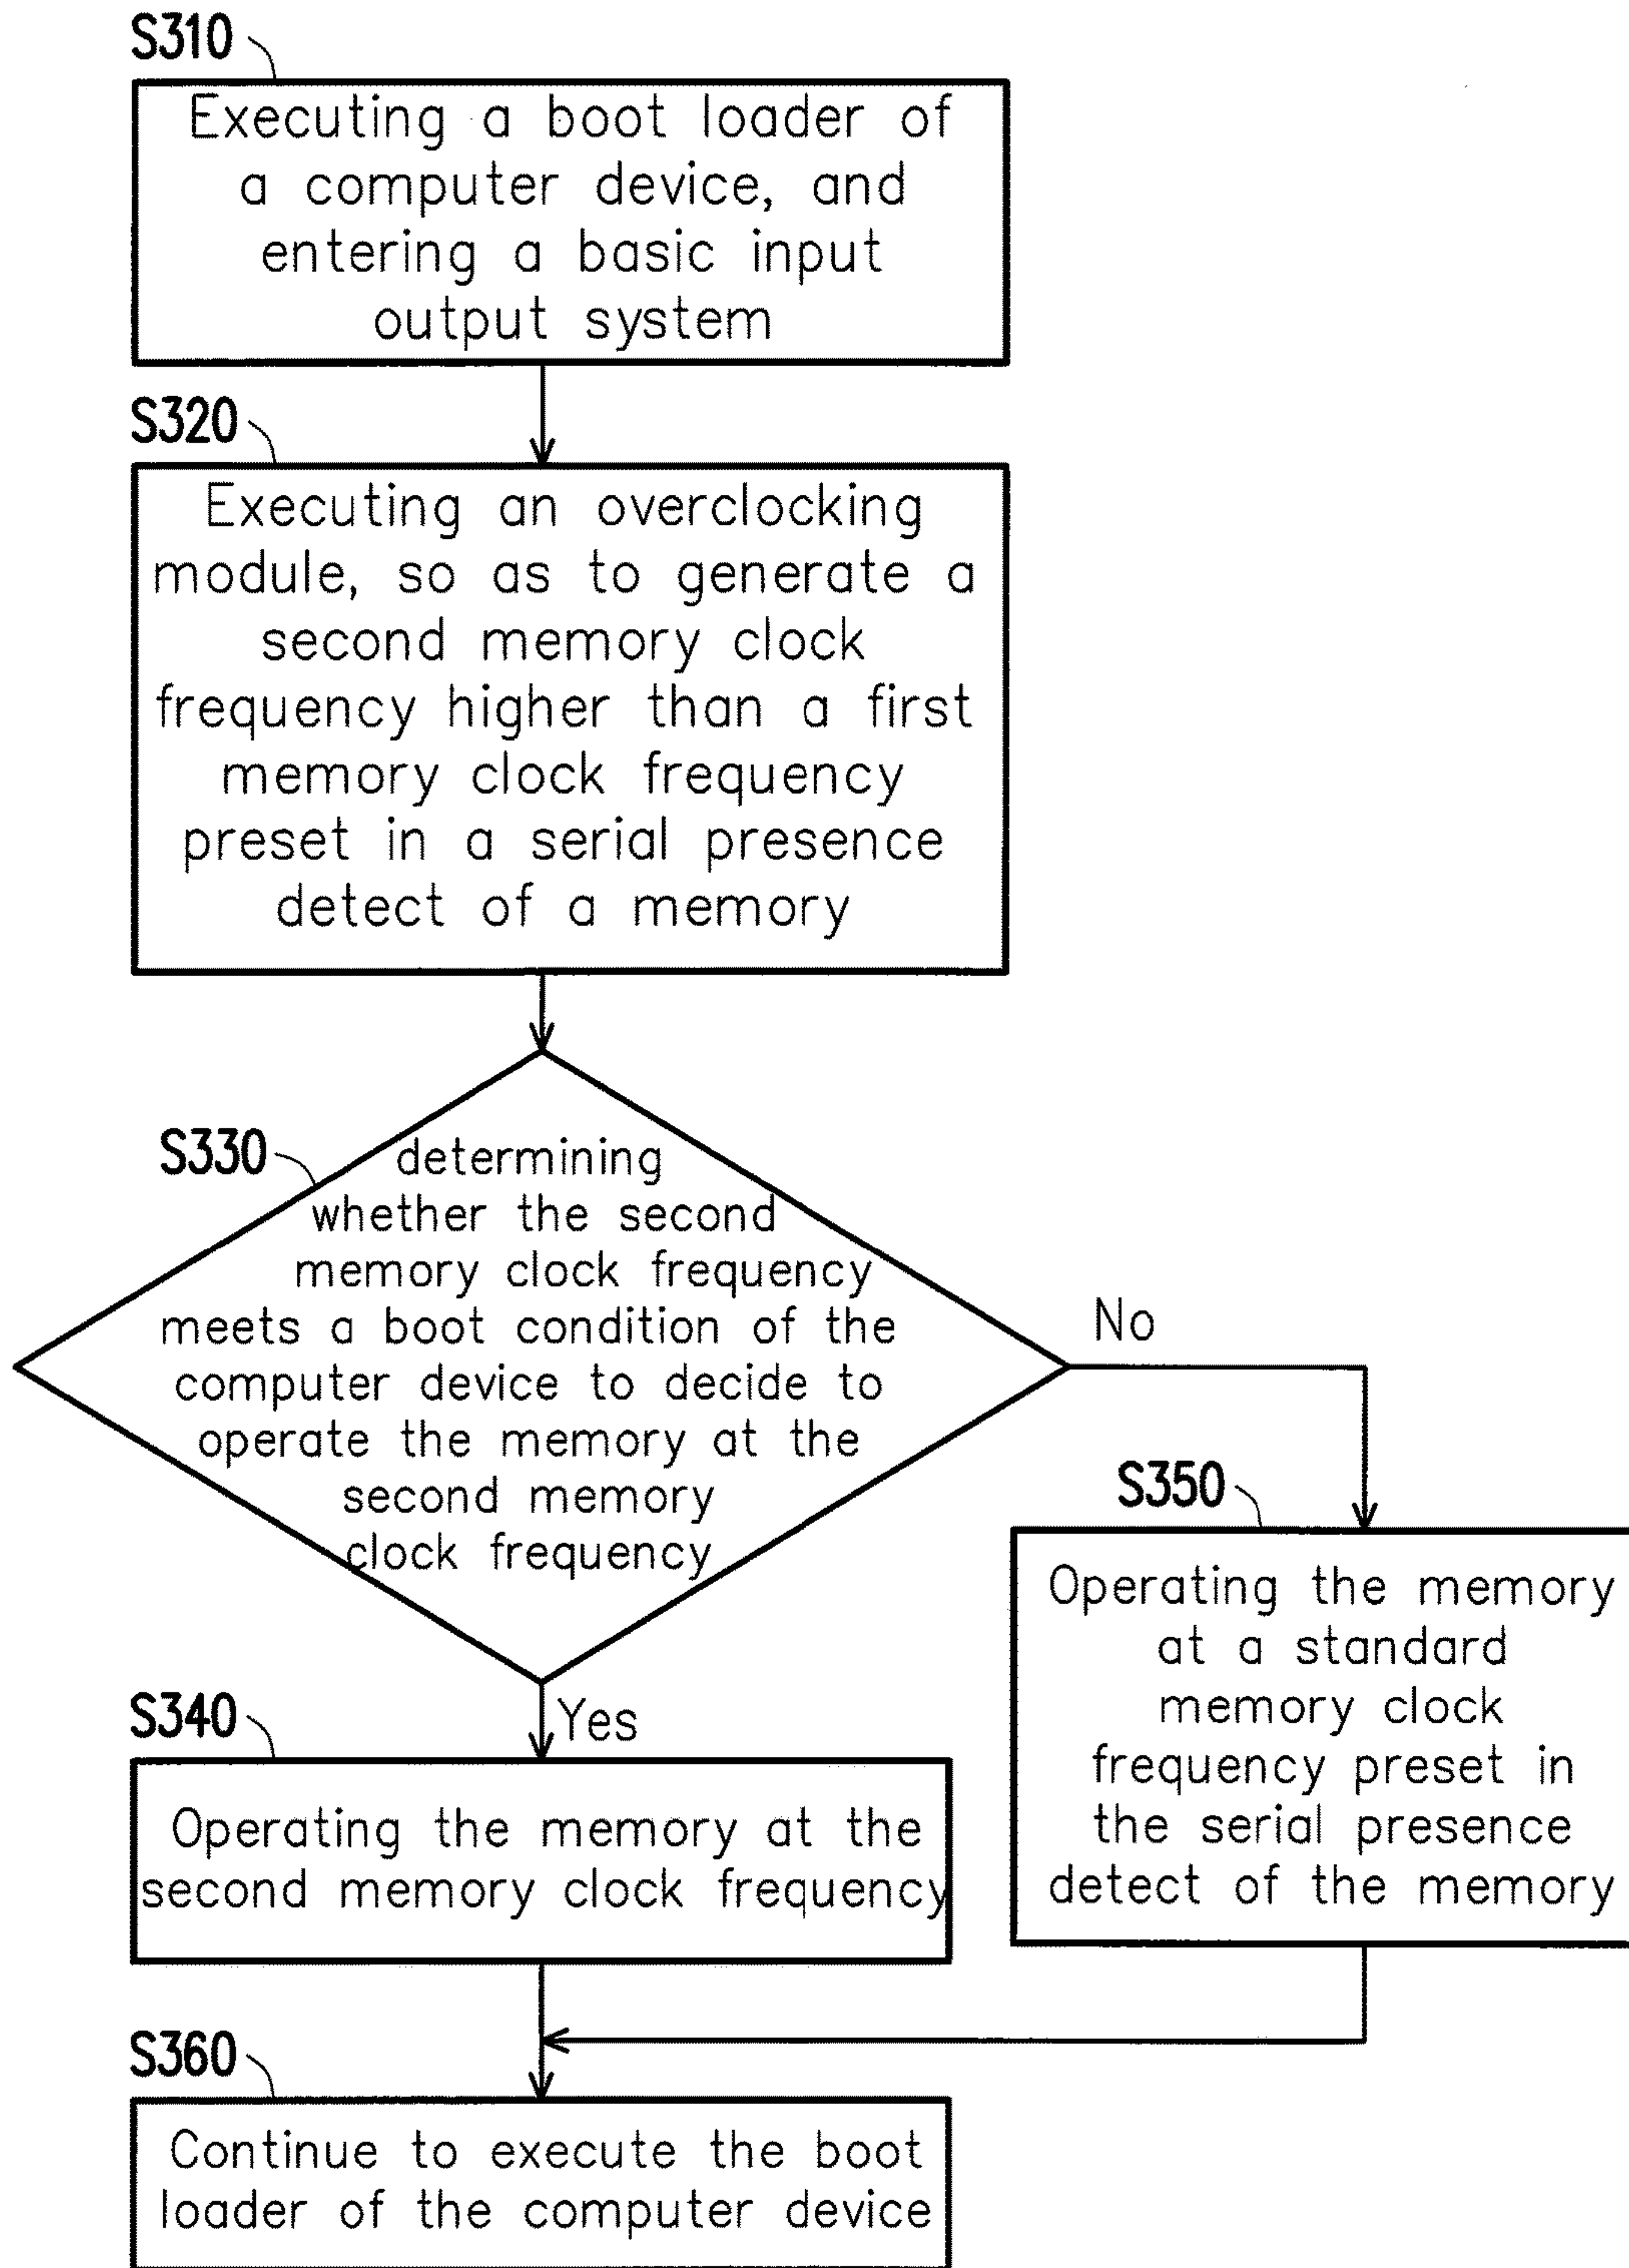 S310
Executing a boot loader of
a computer device, and
entering a basic input
output system
S320
Executing an overclocking
module, so as to generate a
second memory clock
frequency higher than a first
memory clock frequency
preset in a serial presence
detect of a memory
S330
determining
whether the second
memory clock frequency
meets a boot condition of the
computer device to decide to
operate the memory at the
second memory
clock frequency
No
S350
Operating the memory
at a standard
memory clock
frequency preset in
the serial presence
detect of the memory
Yes
S340
Operating the memory at the
second memory clock frequency
S360
Continue to execute the boot
loader of the computer device